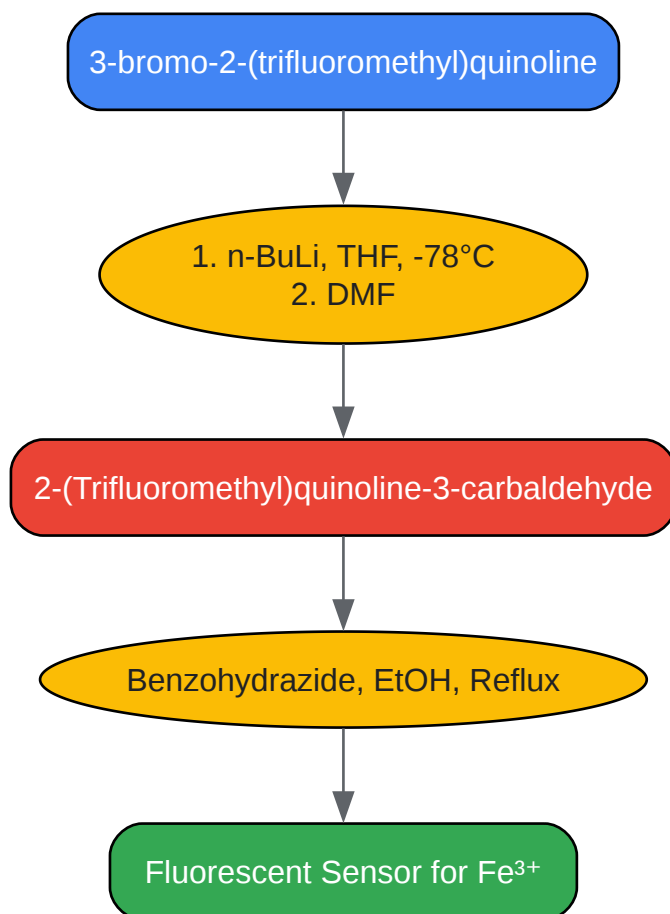 3-bromo-2-(trifluoromethyl)quinoline
1. n-BuLi, THF, -78°C
2. DMF
2-(Trifluoromethyl)quinoline-3-carbaldehyde
Benzohydrazide, EtOH, Reflux
Fluorescent Sensor for Fe³⁺